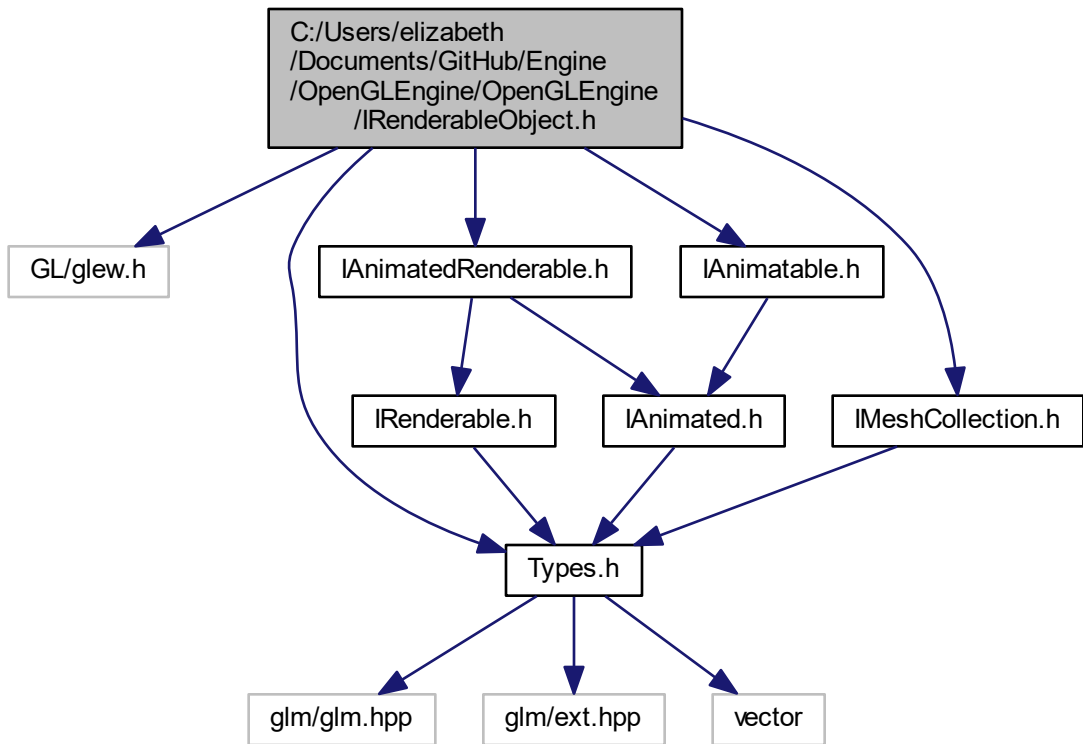 C:/Users/elizabeth
/Documents/GitHub/Engine
/OpenGLEngine/OpenGLEngine
/IRenderableObject.h
GL/glew.h
IAnimatedRenderable.h
IAnimatable.h
IRenderable.h
IAnimated.h
IMeshCollection.h
Types.h
glm/glm.hpp
glm/ext.hpp
vector